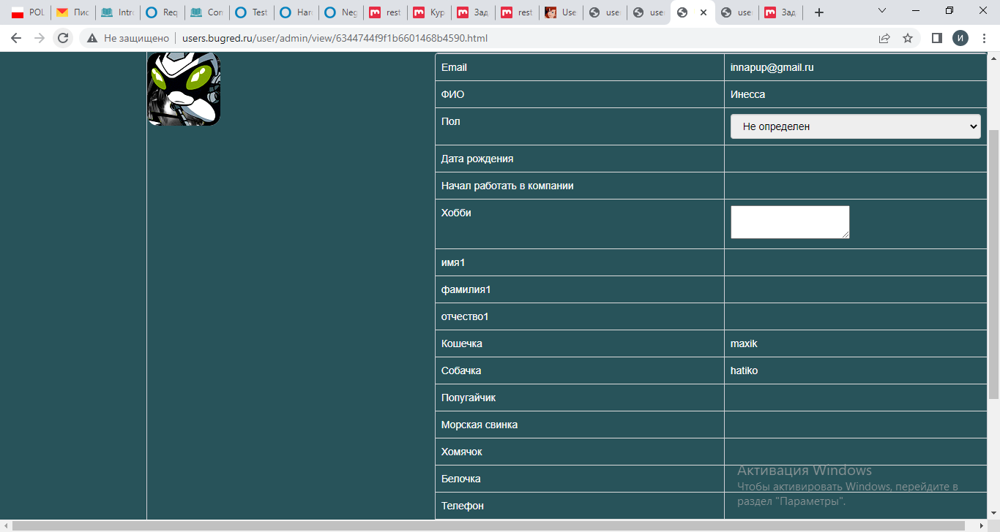 POL Пис Intro Req Con Test Har Neg rest Кур Зад rest Use use use use Зад
Не защищено users.bugred.ru/user/admin/view/6344744f9f1b6601468b4590.html И
Email innapup@gmail.ru
ФИО Инесса
Пол Не определен
Дата рождения
Начал работать в компании
Хобби
имя1
фамилия1
отчество1
Кошечка maxik
Собачка hatiko
Попугайчик
Морская свинка
Хомячок
Белочка
Телефон
Активация Windows
Чтобы активировать Windows, перейдите в
раздел "Параметры".